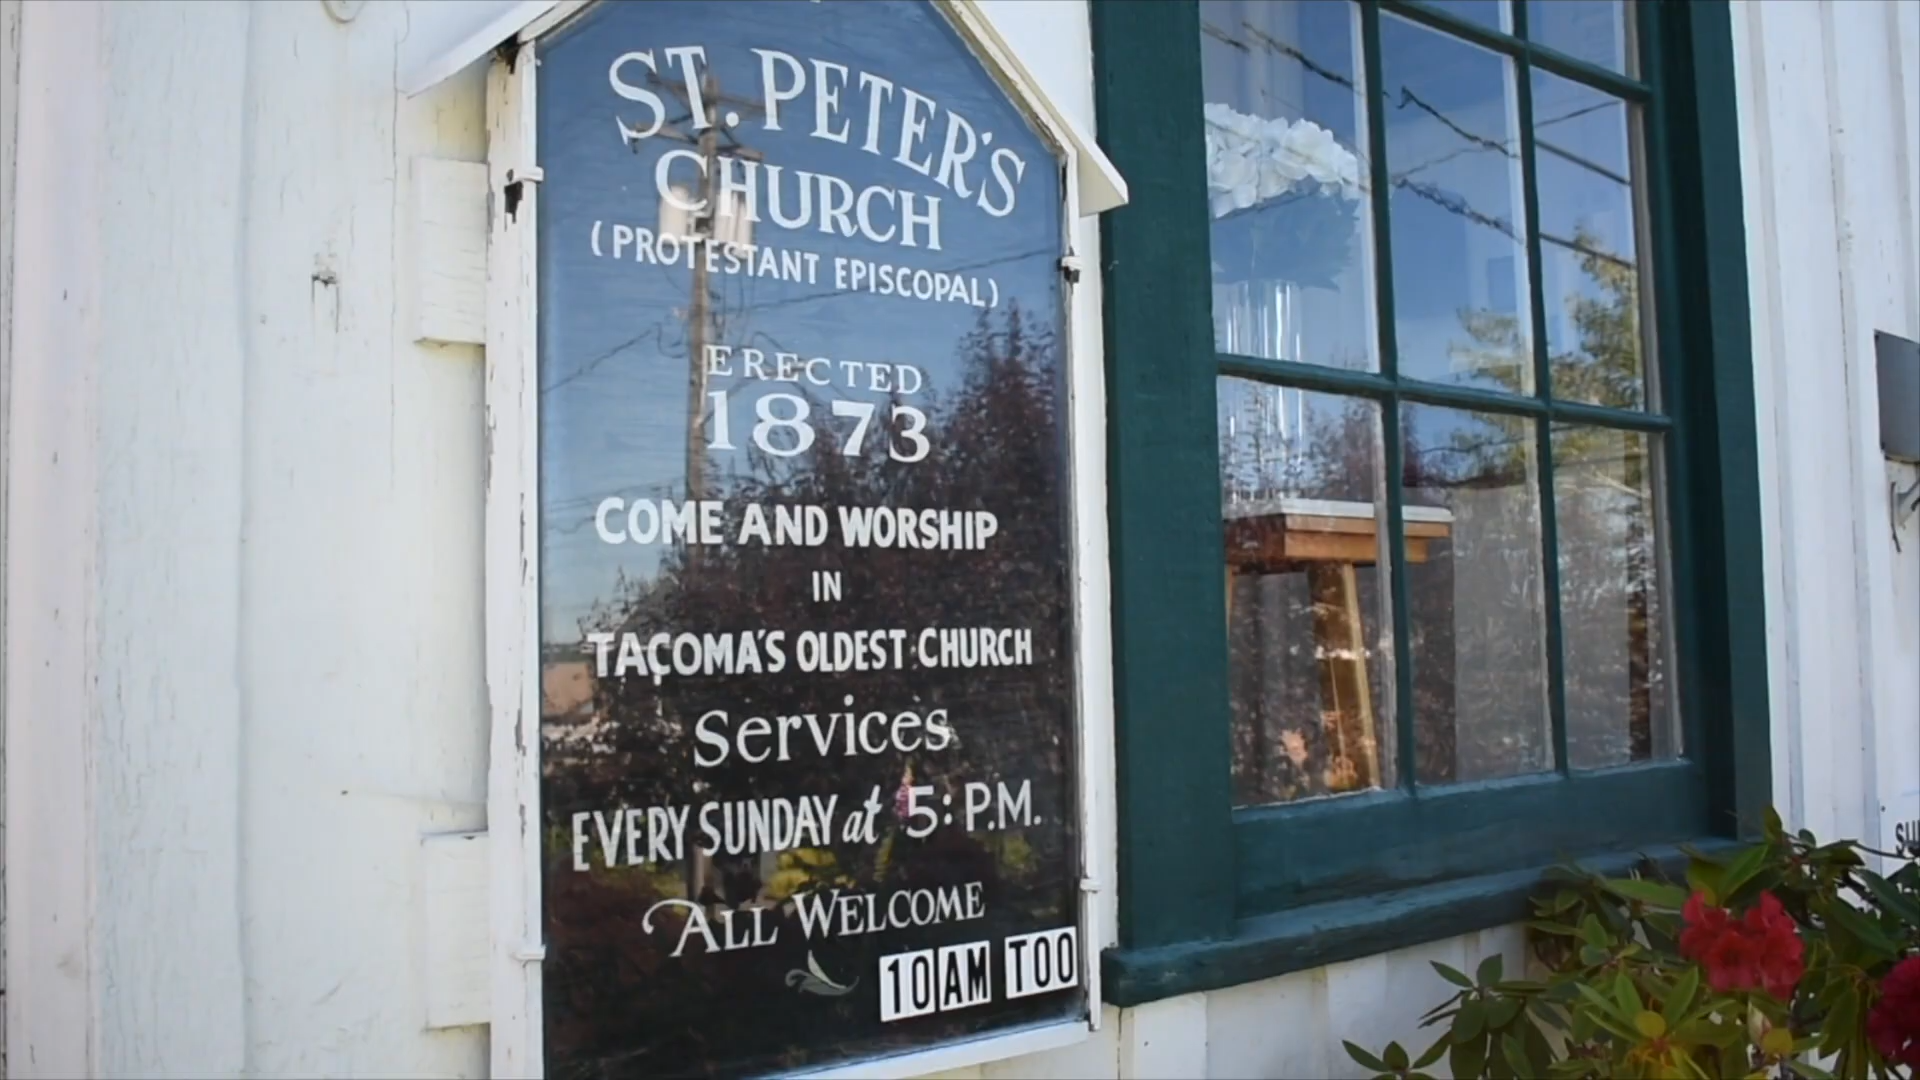 ST. PETER'S
CHURCH
(PROTESTANT EPISCOPAL)
ERECTED
1873
COME AND WORSHIP
IN
TACOMA'S OLDEST CHURCH
Services
EVERY SUNDAY at 5: P.M.
ALL WELCOME
10AM TOO